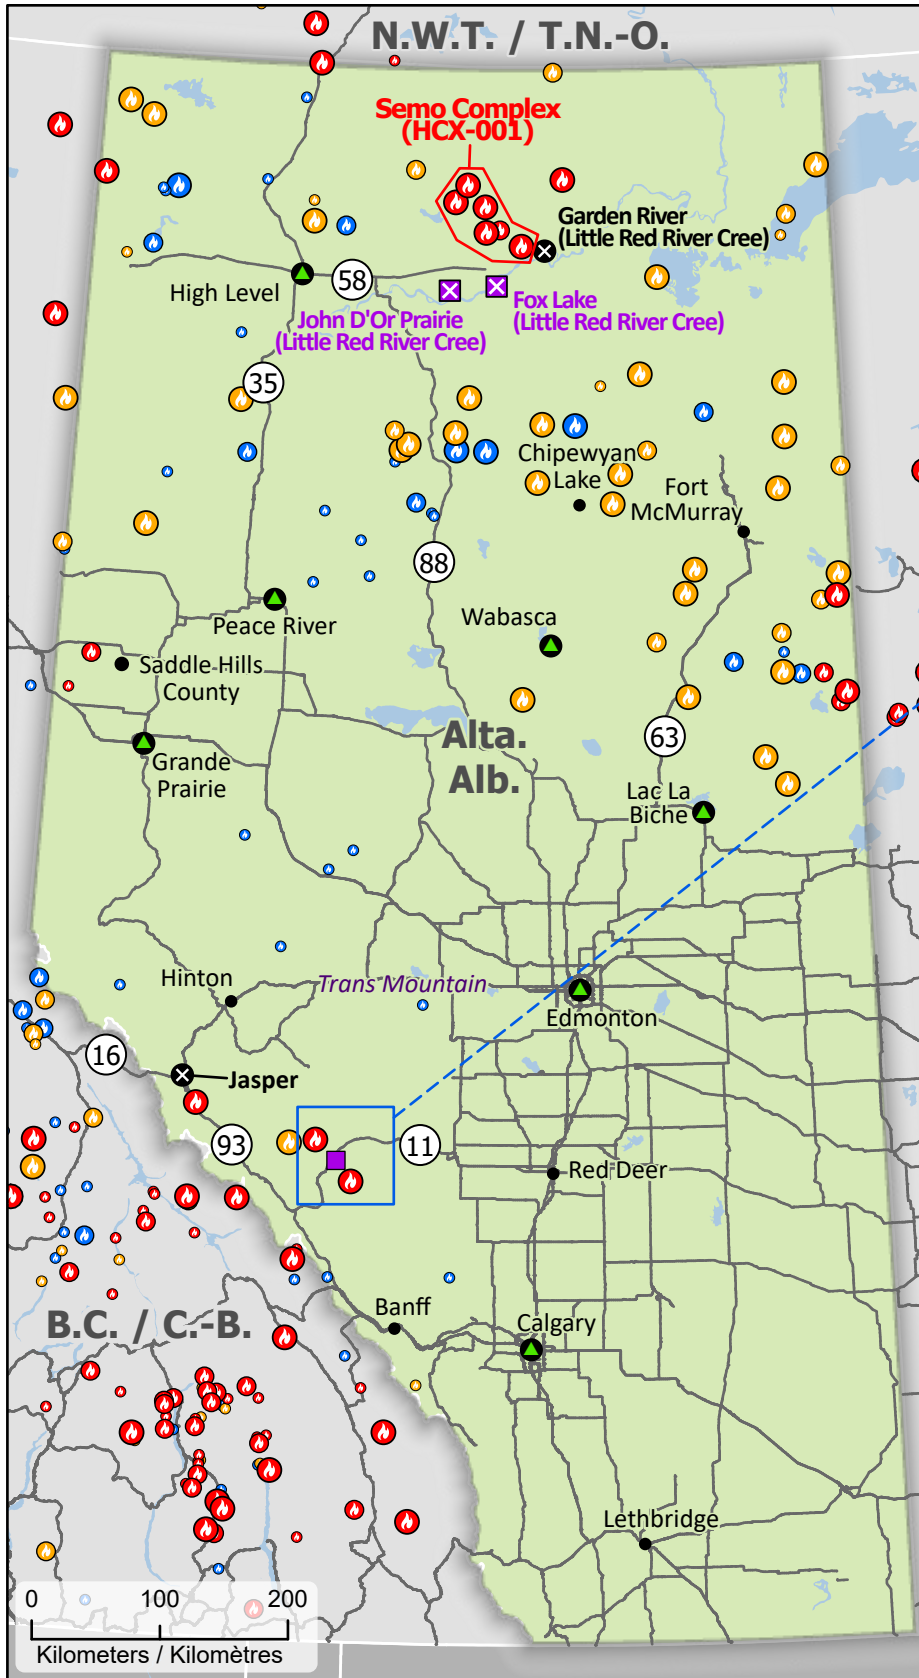 N.W.T. / T.N.-O.
Semo Complex
(HCX-001)
Garden River
(Little Red River Cree)
High Level
58
John D'Or Prairie
(Little Red River Cree)
Fox Lake
(Little Red River Cree)
35
Chipewyan
Lake
Fort
McMurray
88
Peace River
Wabasca
Saddle Hills
County
Grande
Prairie
Alta.
Alb.
63
Lac La
Biche
Hinton
Trans Mountain
Edmonton
16
Jasper
93
11
Red Deer
Banff
Calgary
B.C. / C.-B.
Lethbridge
0 100 200
Kilometers / Kilomètres